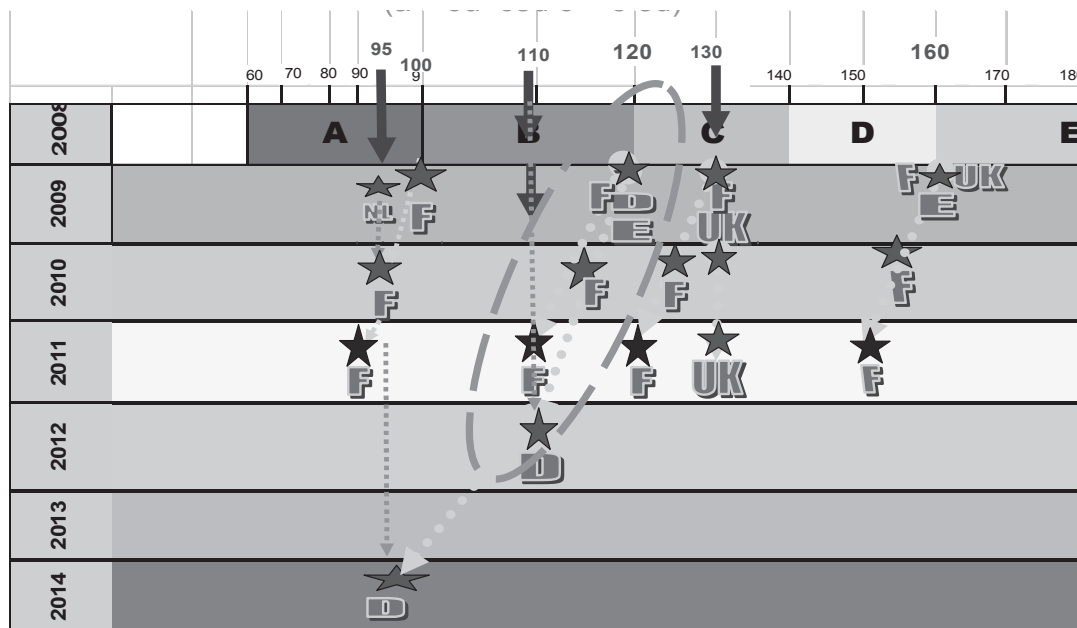 95 100 110 120 130 160
60 70 80 90 9 140 150 170 180
2008 A B C D E
2009 NL F F D E F UK F E UK
2010 F F F F
2011 F F F UK F
2012 D
2013
2014 D